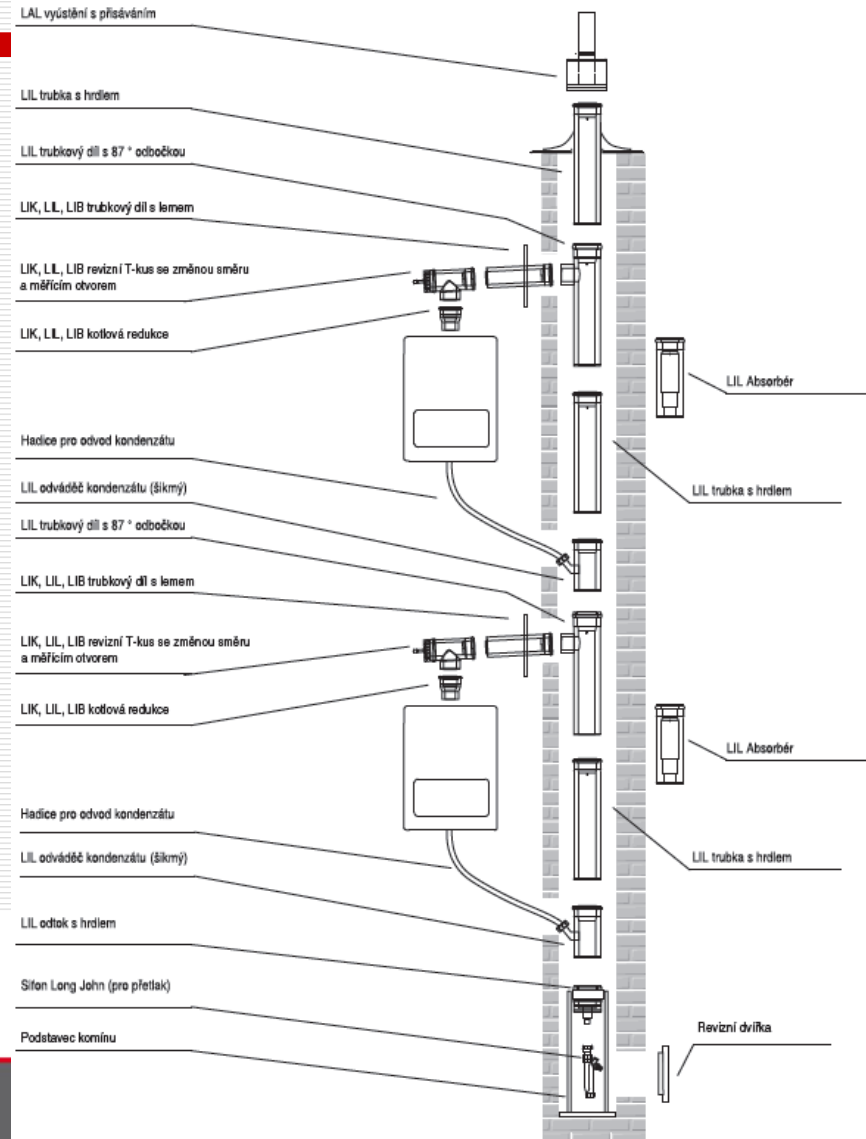 LAL vyústění s přisáváním
LIL trubka s hrdlem
LIL trubkový díl s 87 ° odbočkou
LIK, LIL, LIB trubkový díl s lemem
LIK, LIL, LIB revizní T-kus se změnou směru
a měřícím otvorem
LIK, LIL, LIB kotlová redukce
LIL Absorbér
Hadice pro odvod kondenzátu
LIL odváděč kondenzátu (šikmý)
LIL trubka s hrdlem
LIL trubkový díl s 87 ° odbočkou
LIK, LIL, LIB trubkový díl s lemem
LIK, LIL, LIB revizní T-kus se změnou směru
a měřícím otvorem
LIK, LIL, LIB kotlová redukce
LIL Absorbér
Hadice pro odvod kondenzátu
LIL odváděč kondenzátu (šikmý)
LIL trubka s hrdlem
LIL odtok s hrdlem
Sifon Long John (pro přetlak)
Podstavec komínu
Revizní dvířka